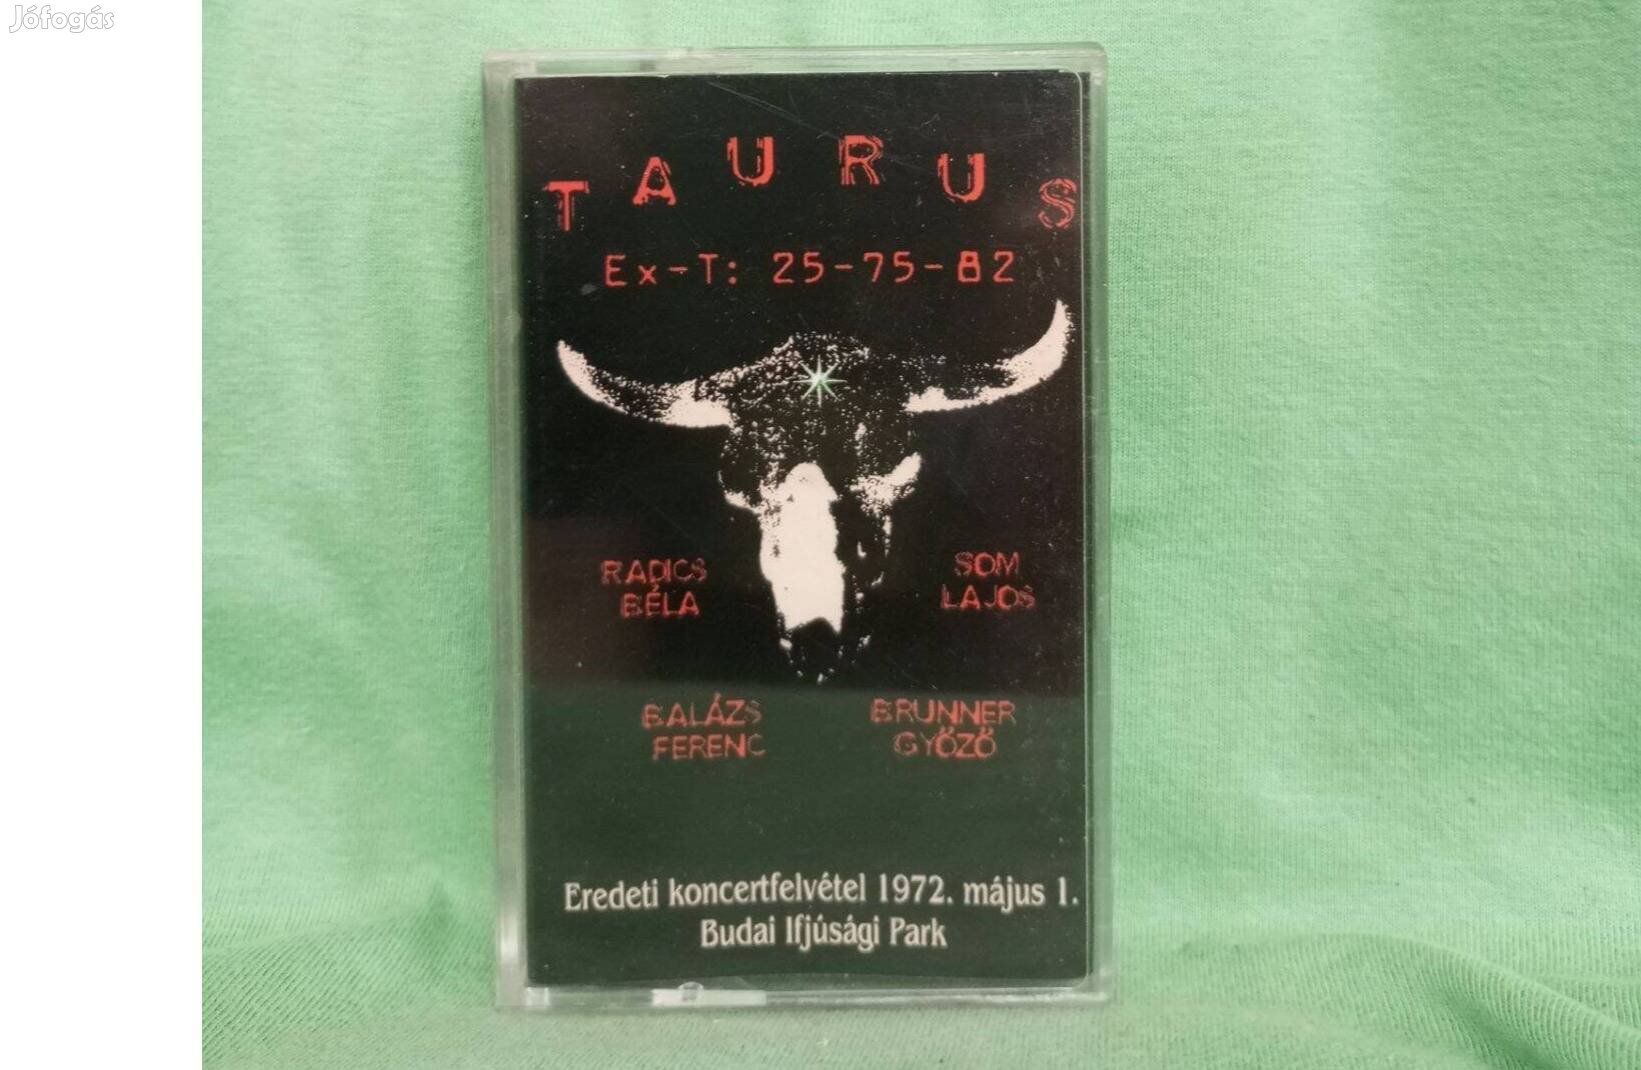 Jófogás
TAURUS
Ex-T: 25-75-82
RADICS
BÉLA
SOM
LAJOS
BALÁZS
FERENC
BRUNNER
GYŐZŐ
Eredeti koncertfelvétel 1972. május 1.
Budai Ifjúsági Park